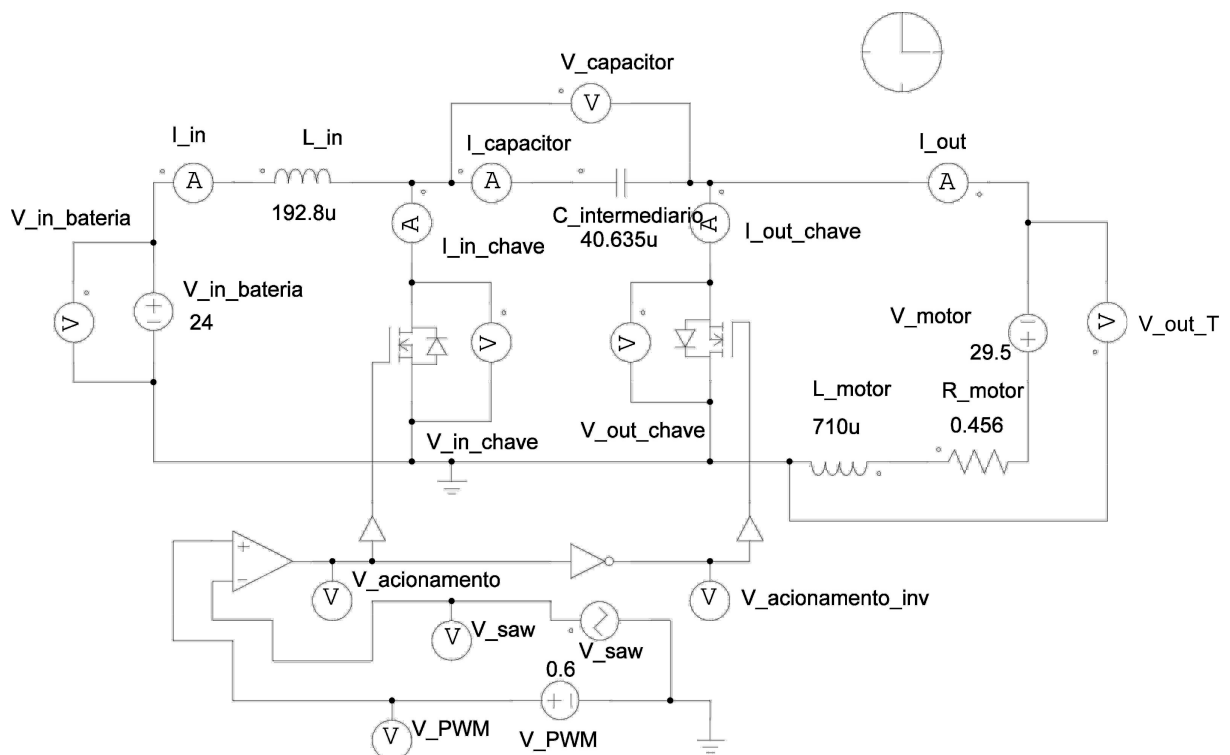 V_capacitor
V
I_in
L_in
I_capacitor
I_out
A
A
A
192.8u
C_intermediario
40.635u
V_in_bateria
A
I_in_chave
A
I_out_chave
V_in_bateria
24
V
V
V
V_motor
29.5
V
V_out_T
L_motor
710u
R_motor
0.456
V_in_chave
V_out_chave
V_acionamento
V
V
V_acionamento_inv
V
V_saw
V_saw
0.6
V
V_PWM
V_PWM